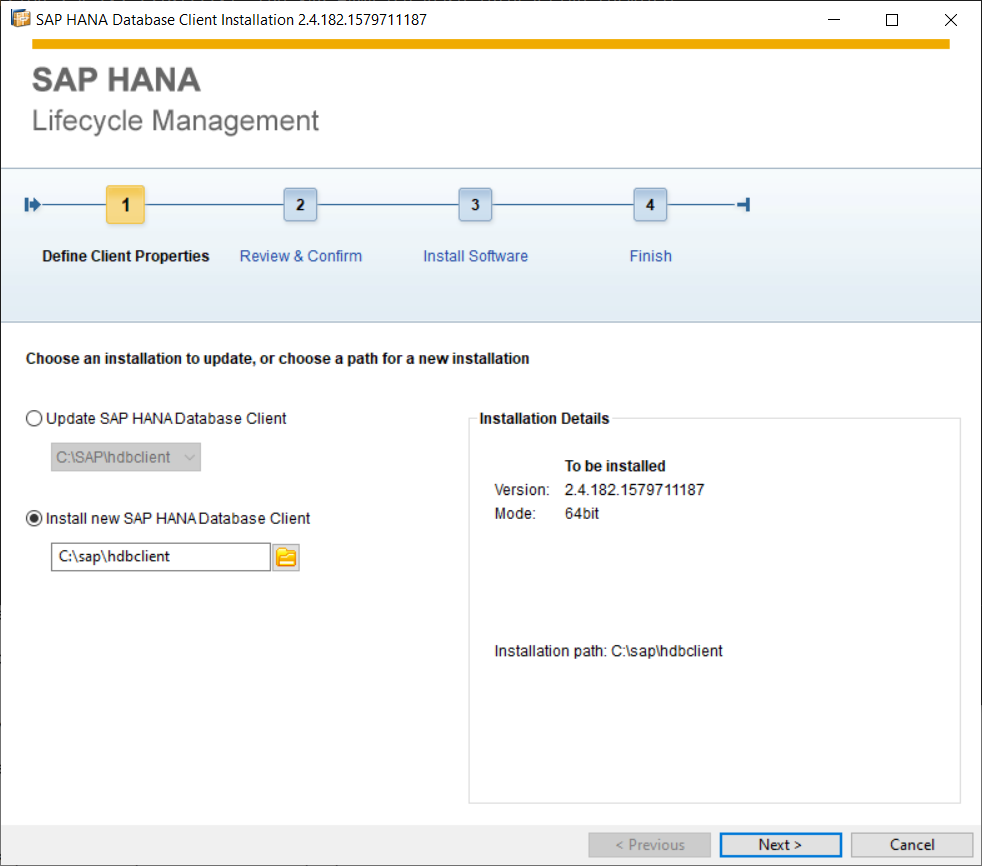 SAP HANA Database Client Installation 2.4.182.1579711187
SAP HANA
Lifecycle Management
1
2
3
4
Define Client Properties
Review & Confirm
Install Software
Finish
Choose an installation to update, or choose a path for a new installation
Update SAP HANA Database Client
C:\SAP\hdbclient
Install new SAP HANA Database Client
C:\sap\hdbclient
Installation Details
To be installed
Version: 2.4.182.1579711187
Mode: 64bit
Installation path: C:\sap\hdbclient
< Previous
Next >
Cancel